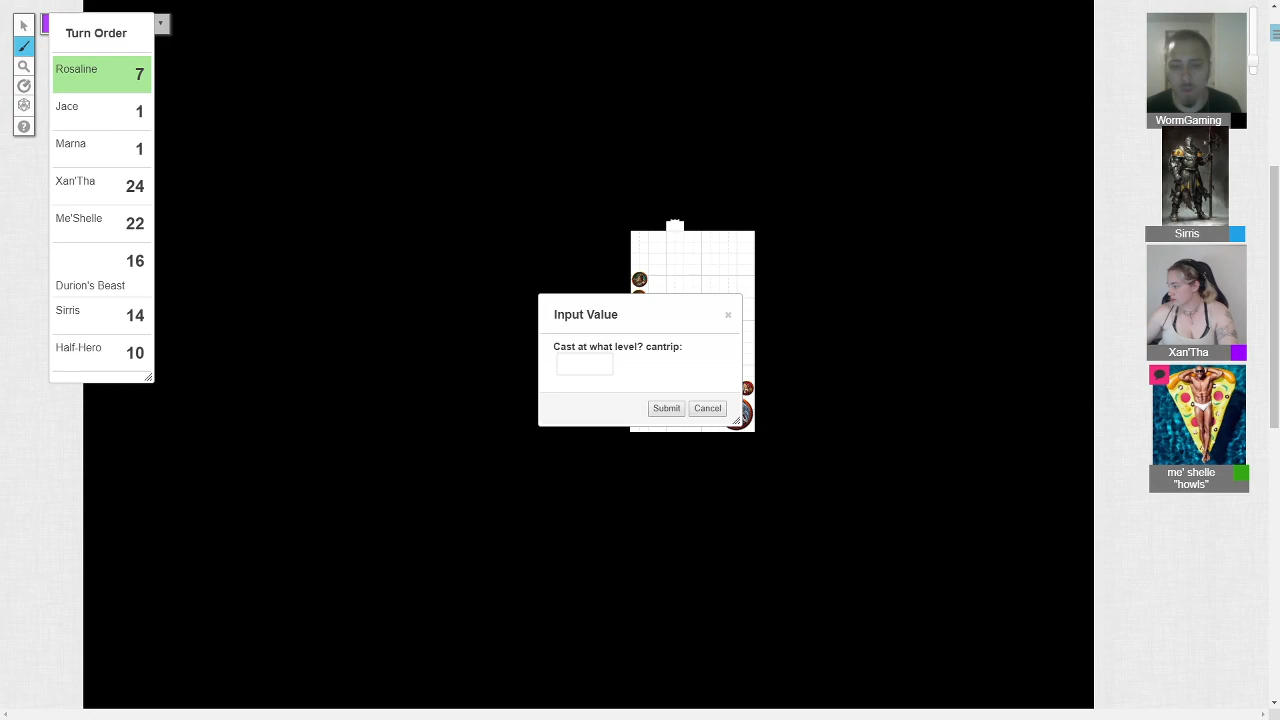 Turn Order
Rosaline 7
Jace 1
Marna 1
Xan'Tha 24
Me'Shelle 22
16
Durion's Beast
Sirris 14
Half-Hero 10
Input Value ×
Cast at what level? cantrip:
Submit Cancel
WormGaming
Sirris
Xan'Tha
me' shelle
"howls"